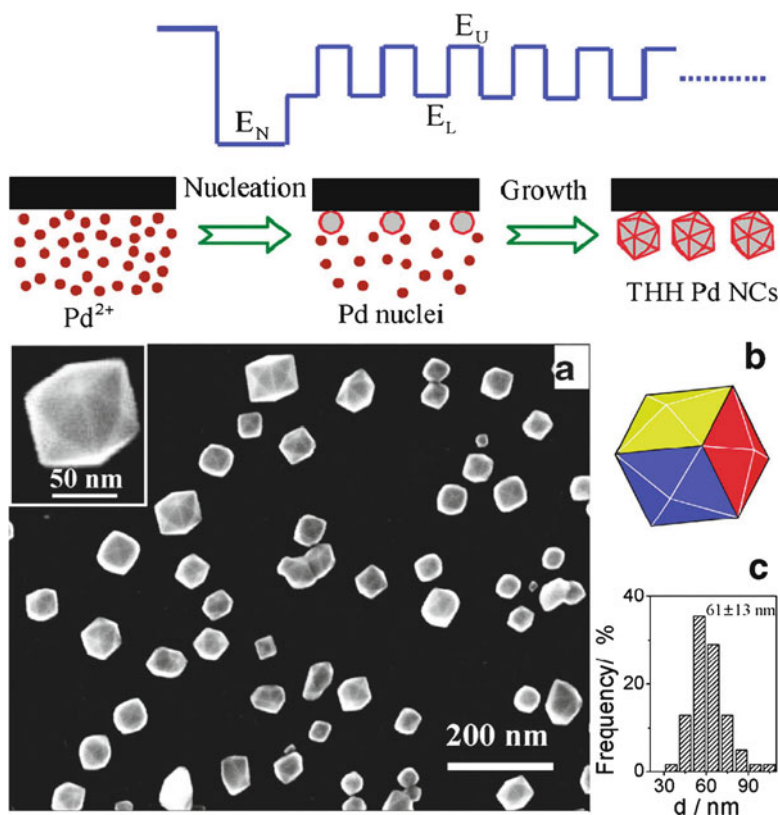 E_U
E_N
E_L
Nucleation
Growth
Pd²⁺
Pd nuclei
THH Pd NCs
a
50 nm
200 nm
b
c
61±13 nm
Frequency/ %
40
20
0
30 60 90
d / nm